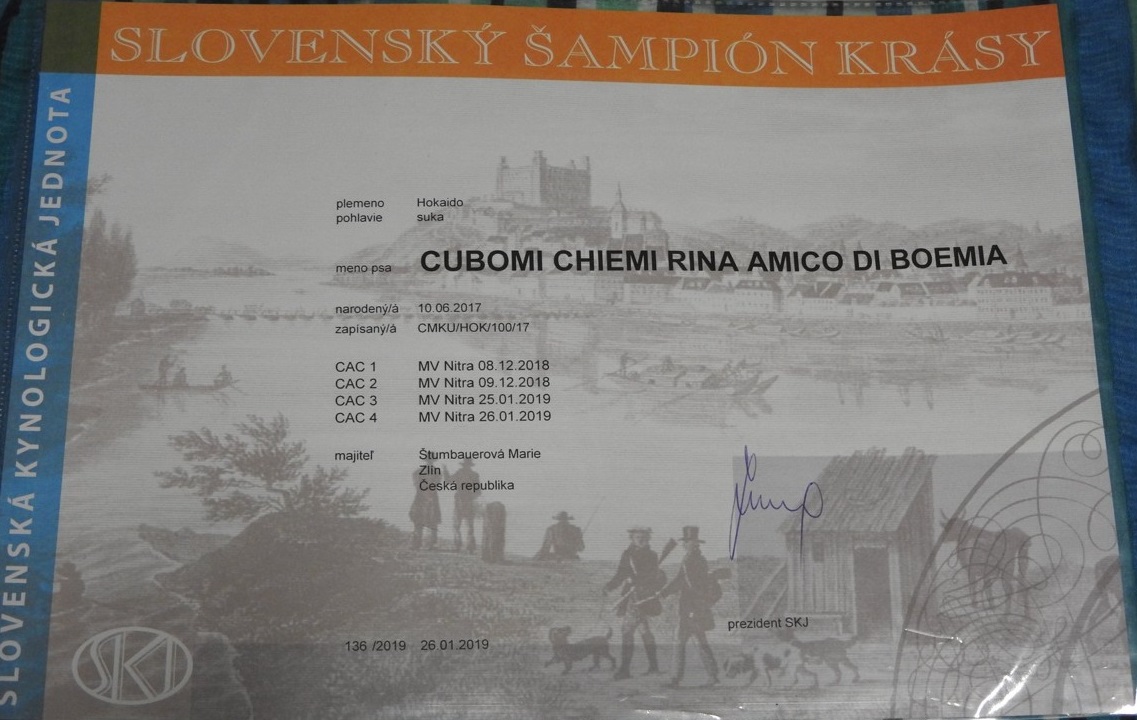 SLOVENSKÝ ŠAMPIÓN KRÁSY
SLOVENSKÁ KYNOLOGICKÁ JEDNOTA
plemeno Hokaido
pohlavie suka
meno psa CUBOMI CHIEMI RINA AMICO DI BOEMIA
narodený/á 10.06.2017
zapísaný/á CMKU/HOK/100/17
CAC 1 MV Nitra 08.12.2018
CAC 2 MV Nitra 09.12.2018
CAC 3 MV Nitra 25.01.2019
CAC 4 MV Nitra 26.01.2019
majiteľ Štumbauerová Marie
Zlín
Česká republika
prezident SKJ
136 /2019 26.01.2019
SKJ